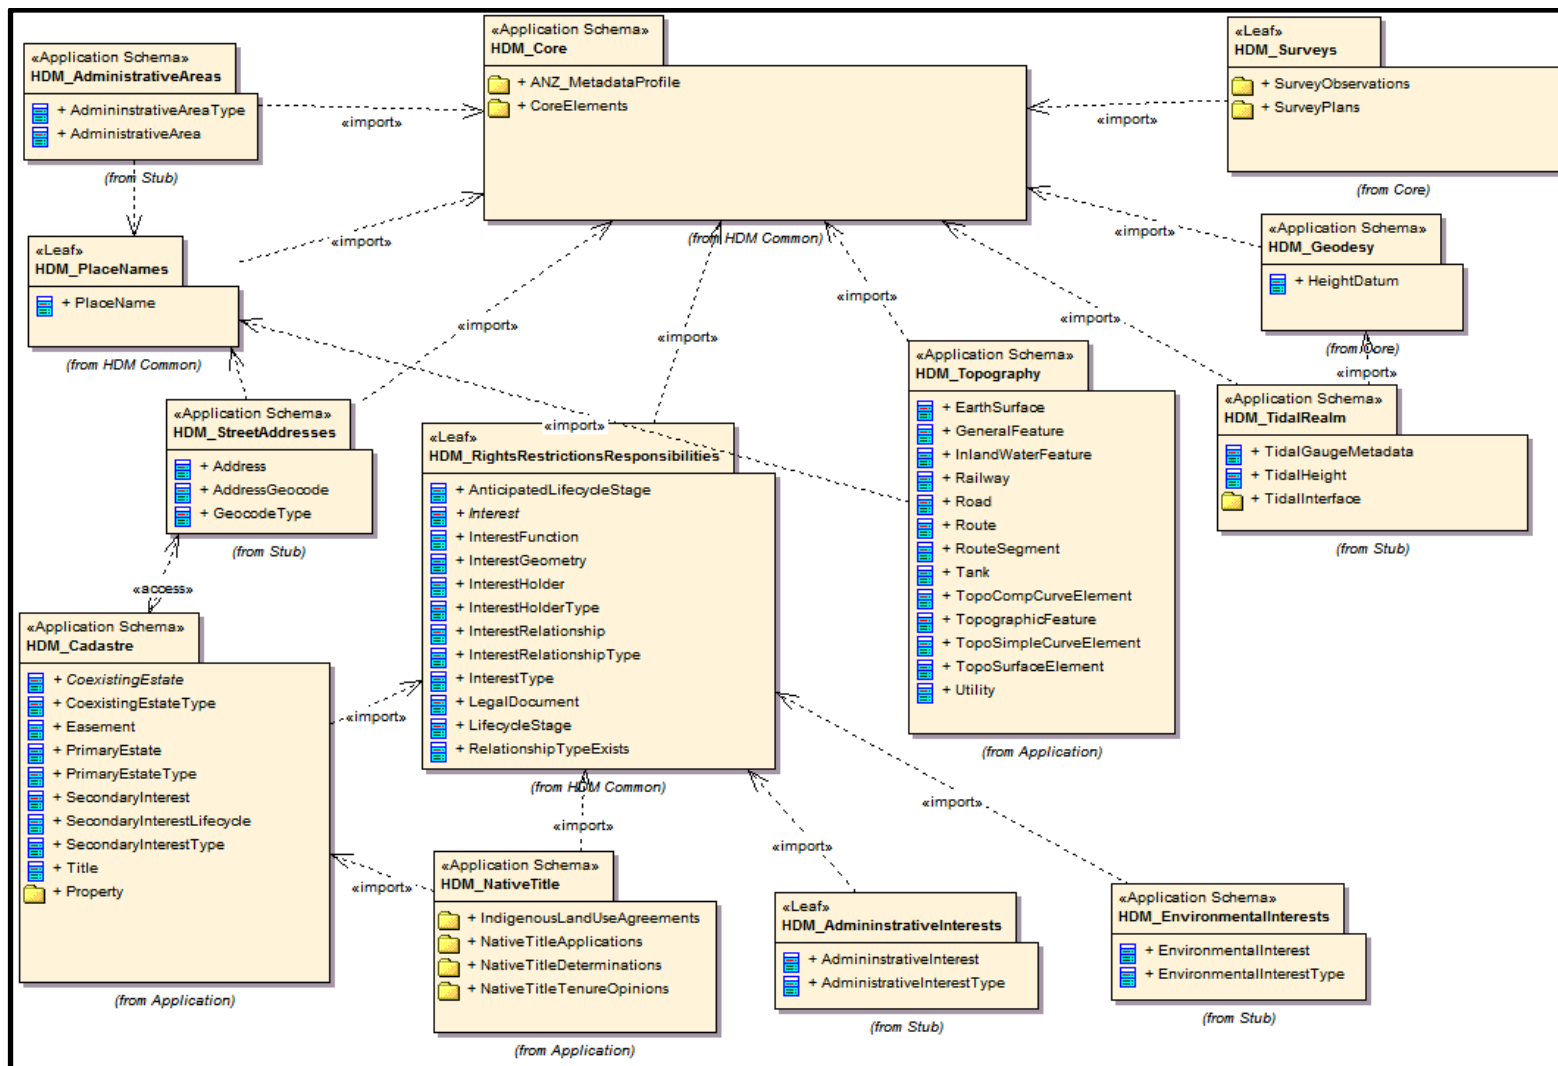 «Application Schema»
HDM_AdministrativeAreas
+ AdmininstrativeAreaType
+ AdministrativeArea
(from Stub)
«Application Schema»
HDM_Core
+ ANZ_MetadataProfile
+ CoreElements
(from HDM Common)
«Leaf»
HDM_Surveys
+ SurveyObservations
+ SurveyPlans
(from Core)
«import»
«import»
«Leaf»
HDM_PlaceNames
+ PlaceName
(from HDM Common)
«import»
«import»
«import»
«import»
«import»
«import»
«Application Schema»
HDM_Geodesy
+ HeightDatum
(from Core)
«import»
«Application Schema»
HDM_StreetAddresses
+ Address
+ AddressGeocode
+ GeocodeType
(from Stub)
«import»
«Leaf»
HDM_RightsRestrictionsResponsibilities
+ AnticipatedLifecycleStage
+ Interest
+ InterestFunction
+ InterestGeometry
+ InterestHolder
+ InterestHolderType
+ InterestRelationship
+ InterestRelationshipType
+ InterestType
+ LegalDocument
+ LifecycleStage
+ RelationshipTypeExists
(from HDM Common)
«Application Schema»
HDM_Topography
+ EarthSurface
+ GeneralFeature
+ InlandWaterFeature
+ Railway
+ Road
+ Route
+ RouteSegment
+ Tank
+ TopoCompCurveElement
+ TopographicFeature
+ TopoSimpleCurveElement
+ TopoSurfaceElement
+ Utility
(from Application)
«Application Schema»
HDM_TidalRealm
+ TidalGaugeMetadata
+ TidalHeight
+ TidalInterface
(from Stub)
«access»
«Application Schema»
HDM_Cadastre
+ CoexistingEstate
+ CoexistingEstateType
+ Easement
+ PrimaryEstate
+ PrimaryEstateType
+ SecondaryInterest
+ SecondaryInterestLifecycle
+ SecondaryInterestType
+ Title
+ Property
(from Application)
«import»
«import»
«import»
«import»
«import»
«Application Schema»
HDM_NativeTitle
+ IndigenousLandUseAgreements
+ NativeTitleApplications
+ NativeTitleDeterminations
+ NativeTitleTenureOpinions
(from Application)
«Leaf»
HDM_AdmininstrativeInterests
+ AdmininstrativeInterest
+ AdministrativeInterestType
(from Stub)
«Application Schema»
HDM_EnvironmentalInterests
+ EnvironmentalInterest
+ EnvironmentalInterestType
(from Stub)